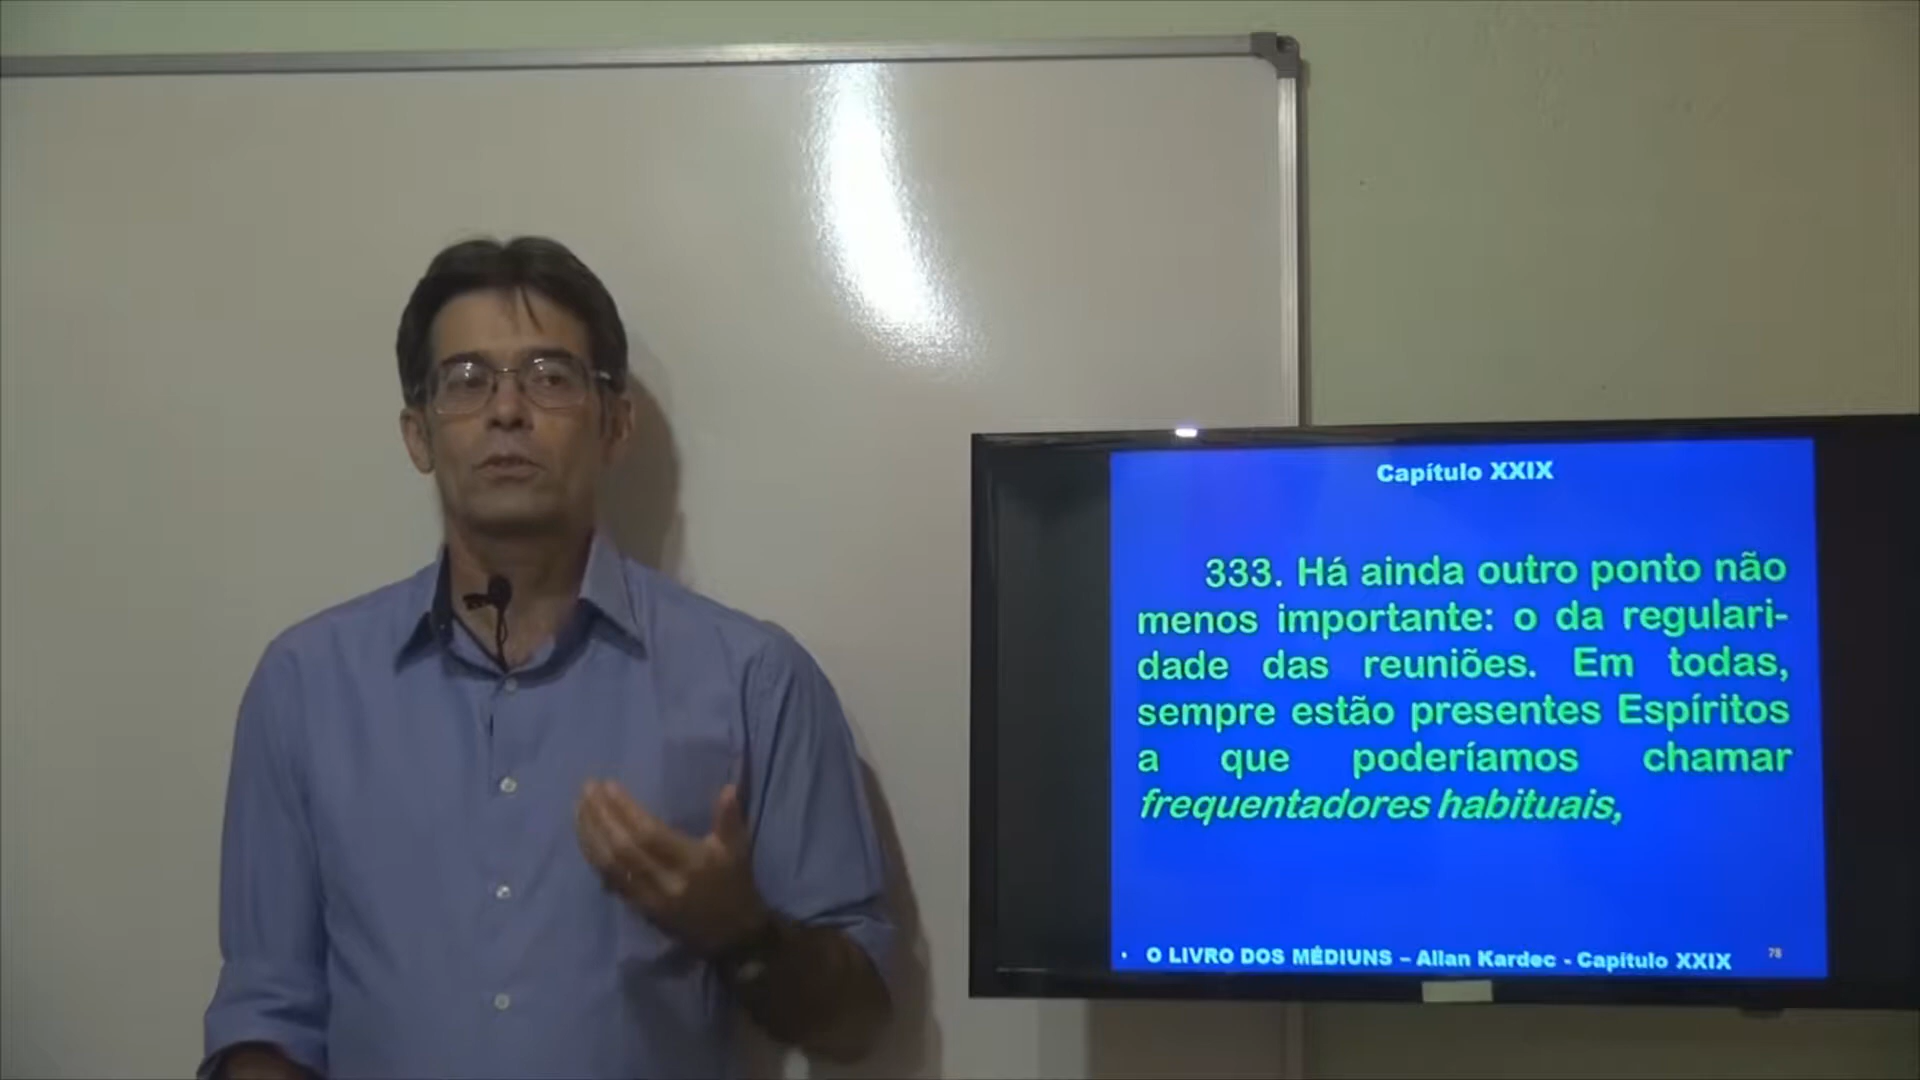 Capítulo XXIX
333. Há ainda outro ponto não
menos importante: o da regulari-
dade das reuniões. Em todas,
sempre estão presentes Espíritos
a que poderíamos chamar
frequentadores habituais,
• O LIVRO DOS MÉDIUNS – Allan Kardec - Capítulo XXIX 78